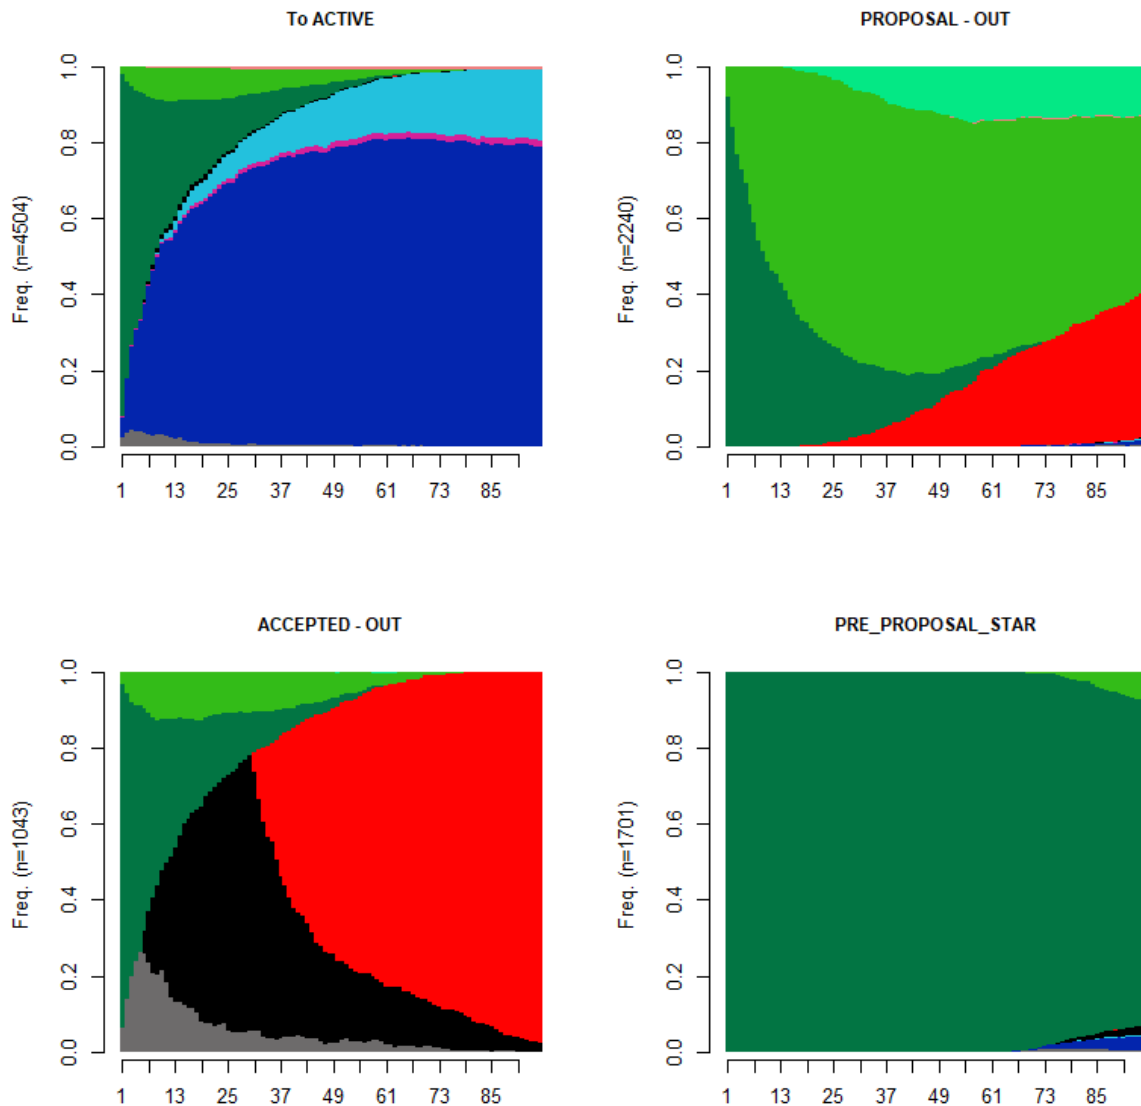 To ACTIVE
Freq. (n=4504)
0.0 0.2 0.4 0.6 0.8 1.0
1 13 25 37 49 61 73 85
PROPOSAL - OUT
Freq. (n=2240)
0.0 0.2 0.4 0.6 0.8 1.0
1 13 25 37 49 61 73 85
ACCEPTED - OUT
Freq. (n=1043)
0.0 0.2 0.4 0.6 0.8 1.0
1 13 25 37 49 61 73 85
PRE_PROPOSAL_STAR
Freq. (n=1701)
0.0 0.2 0.4 0.6 0.8 1.0
1 13 25 37 49 61 73 85